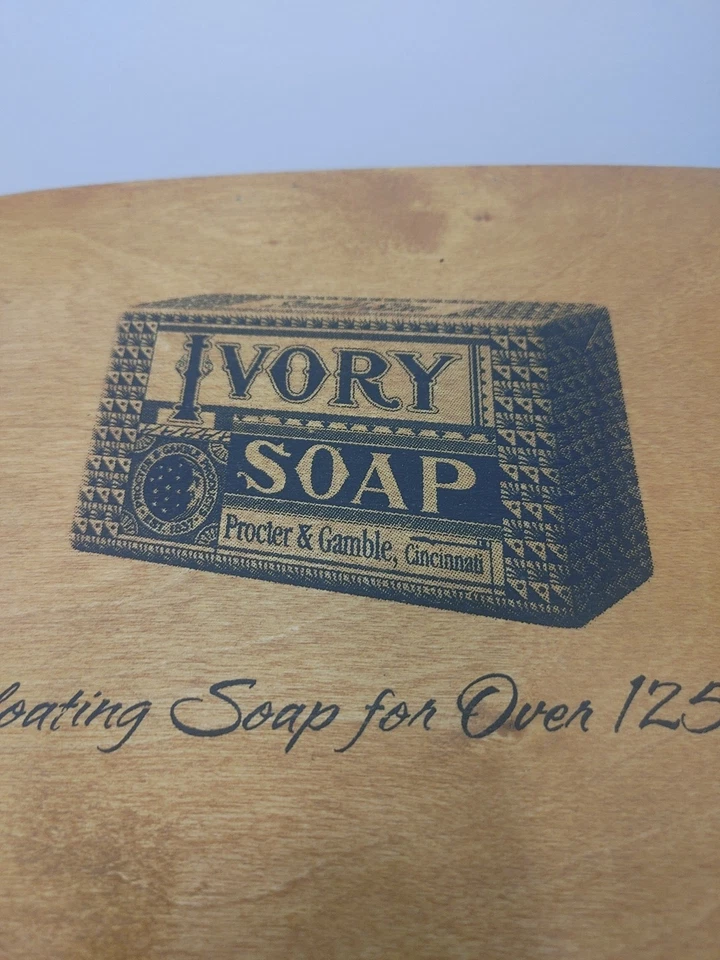 IVORY
SOAP
Procter & Gamble, Cincinnati
loating Soap for Over 125